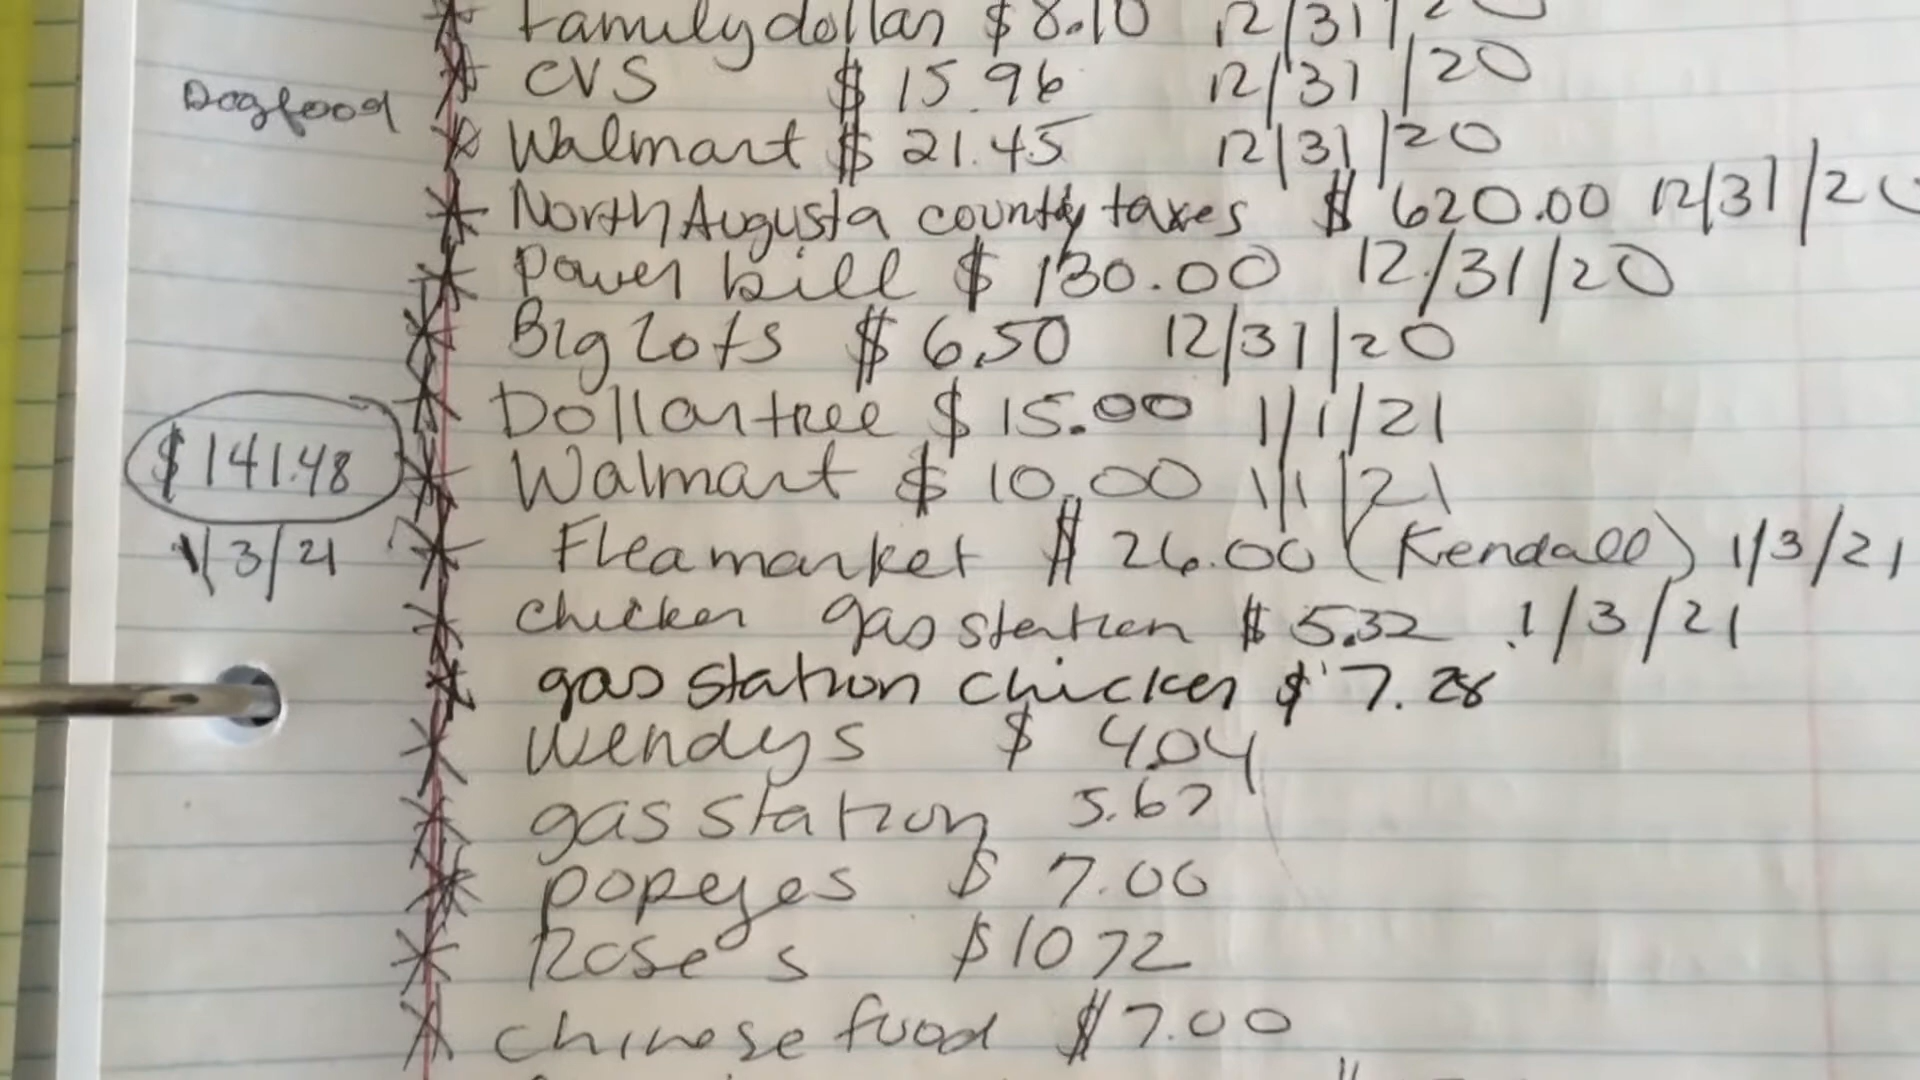 Familydollar $8.10 12/31/20
CVS $15.96 12/31/20
Dogfood
Walmart $21.45 12/31/20
North Augusta county taxes $620.00 12/31/20
Power bill $130.00 12/31/20
Big Lots $6.50 12/31/20
Dollartree $15.00 1/1/21
$141.48
Walmart $10.00 1/1/21
1/3/21
Fleamarket $26.00 (Kendall) 1/3/21
chicken gas station $5.32 1/3/21
gas station chicken $7.28
Wendys $4.04
gas station 5.67
popeyes $7.00
Rose's $10 72
chinese food $7.00